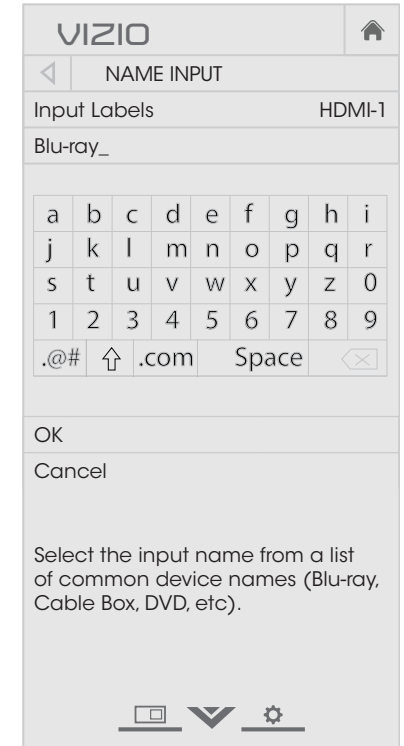 VIZIO
NAME INPUT
Input Labels HDMI-1
Blu-ray_
a b c d e f g h i
j k l m n o p q r
s t u v w x y z 0
1 2 3 4 5 6 7 8 9
.@# .com Space
OK
Cancel
Select the input name from a list
of common device names (Blu-ray,
Cable Box, DVD, etc).